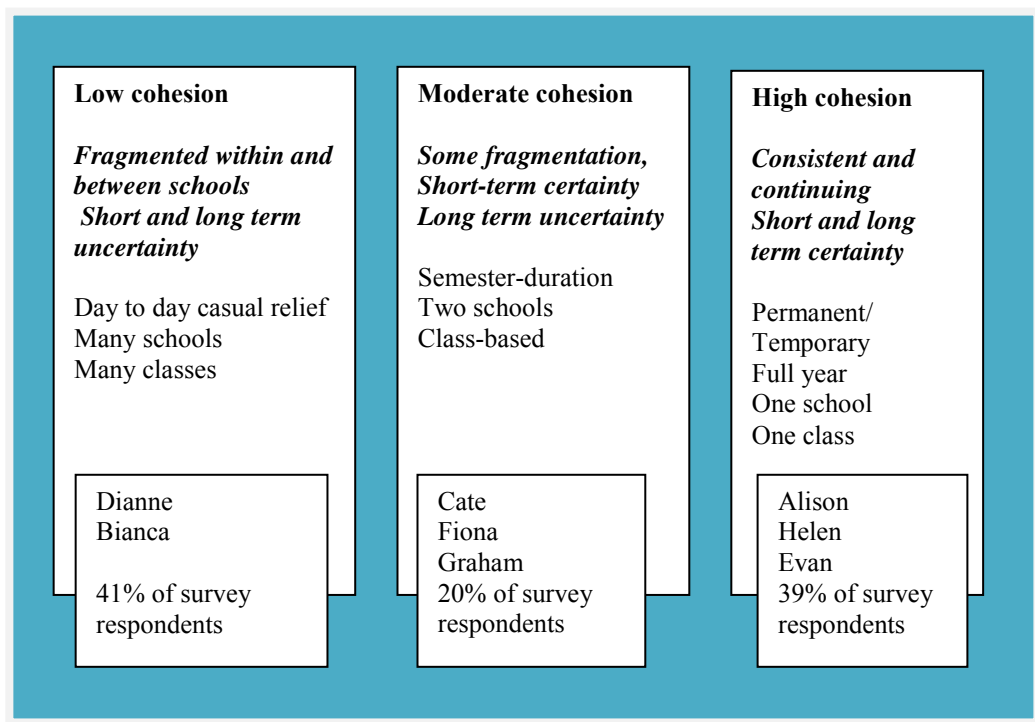 Low cohesion
Fragmented within and
between schools
Short and long term
uncertainty
Day to day casual relief
Many schools
Many classes
Dianne
Bianca
41% of survey
respondents
Moderate cohesion
Some fragmentation,
Short-term certainty
Long term uncertainty
Semester-duration
Two schools
Class-based
Cate
Fiona
Graham
20% of survey
respondents
High cohesion
Consistent and
continuing
Short and long
term certainty
Permanent/
Temporary
Full year
One school
One class
Alison
Helen
Evan
39% of survey
respondents